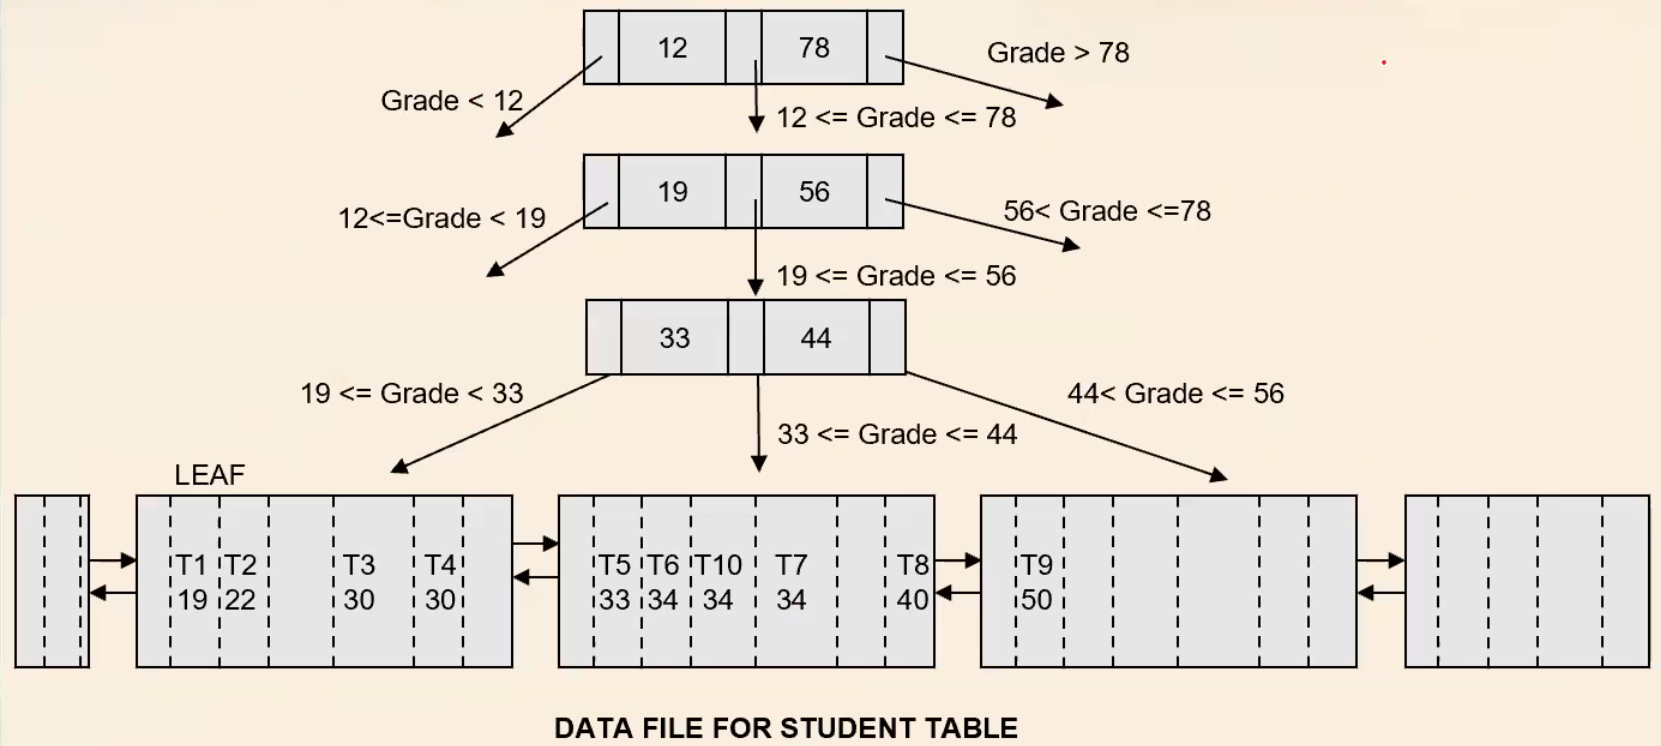 12 78
Grade > 78
Grade < 12
12 <= Grade <= 78
19 56
12<=Grade < 19
56< Grade <=78
19 <= Grade <= 56
33 44
19 <= Grade < 33
44< Grade <= 56
33 <= Grade <= 44
LEAF
T1 T2 T3 T4
19 22 30 30
T5 T6 T10 T7 T8
33 34 34 34 40
T9
50
DATA FILE FOR STUDENT TABLE